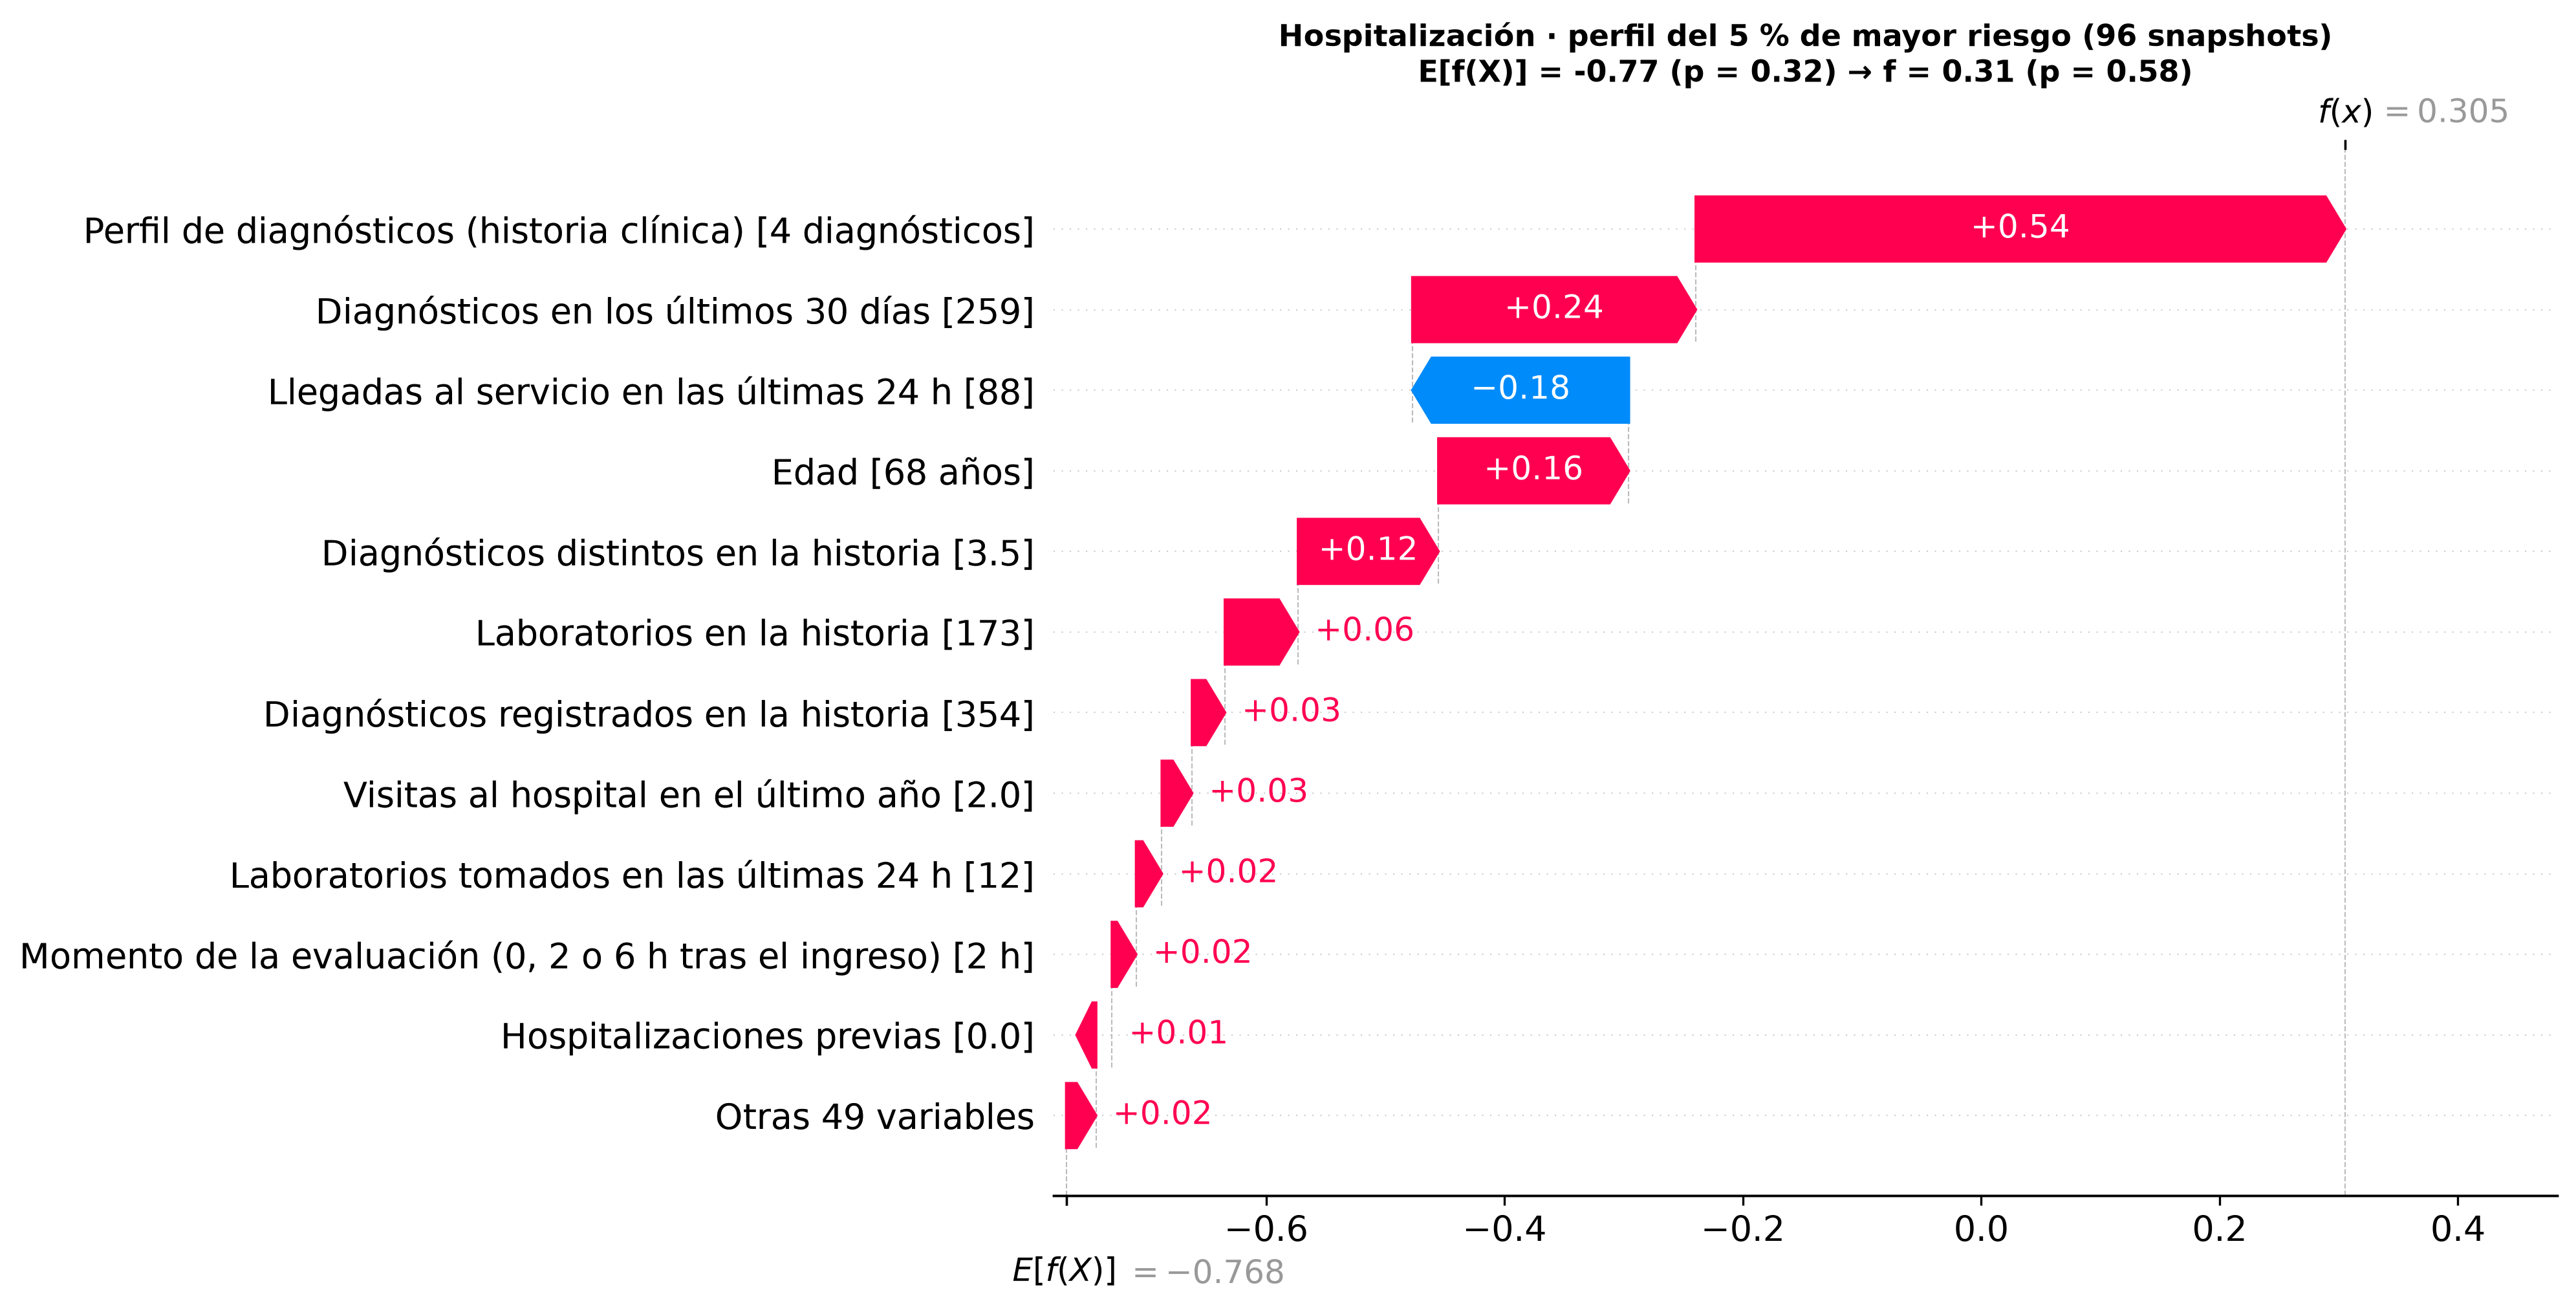 Hospitalización · perfil del 5 % de mayor riesgo (96 snapshots)
E[f(X)] = -0.77 (p = 0.32) → f = 0.31 (p = 0.58)
f(x) = 0.305
Perfil de diagnósticos (historia clínica) [4 diagnósticos] +0.54
Diagnósticos en los últimos 30 días [259] +0.24
Llegadas al servicio en las últimas 24 h [88] −0.18
Edad [68 años] +0.16
Diagnósticos distintos en la historia [3.5] +0.12
Laboratorios en la historia [173] +0.06
Diagnósticos registrados en la historia [354] +0.03
Visitas al hospital en el último año [2.0] +0.03
Laboratorios tomados en las últimas 24 h [12] +0.02
Momento de la evaluación (0, 2 o 6 h tras el ingreso) [2 h] +0.02
Hospitalizaciones previas [0.0] +0.01
Otras 49 variables +0.02
−0.6 −0.4 −0.2 0.0 0.2 0.4
E[f(X)] = −0.768